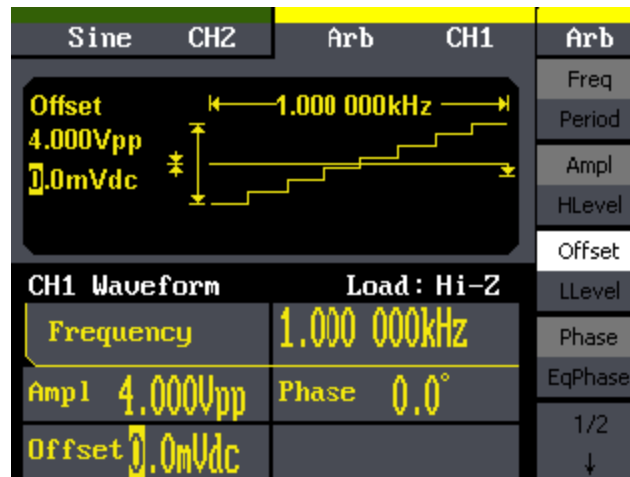 Sine CH2 Arb CH1 Arb
Freq
Period
Ampl
HLevel
Offset
LLevel
Phase
EqPhase
1/2
↓
Offset 1.000 000kHz
4.000Vpp
0.0mVdc
CH1 Waveform Load: Hi-Z
Frequency 1.000 000kHz
Ampl 4.000Vpp Phase 0.0°
Offset 0.0mVdc